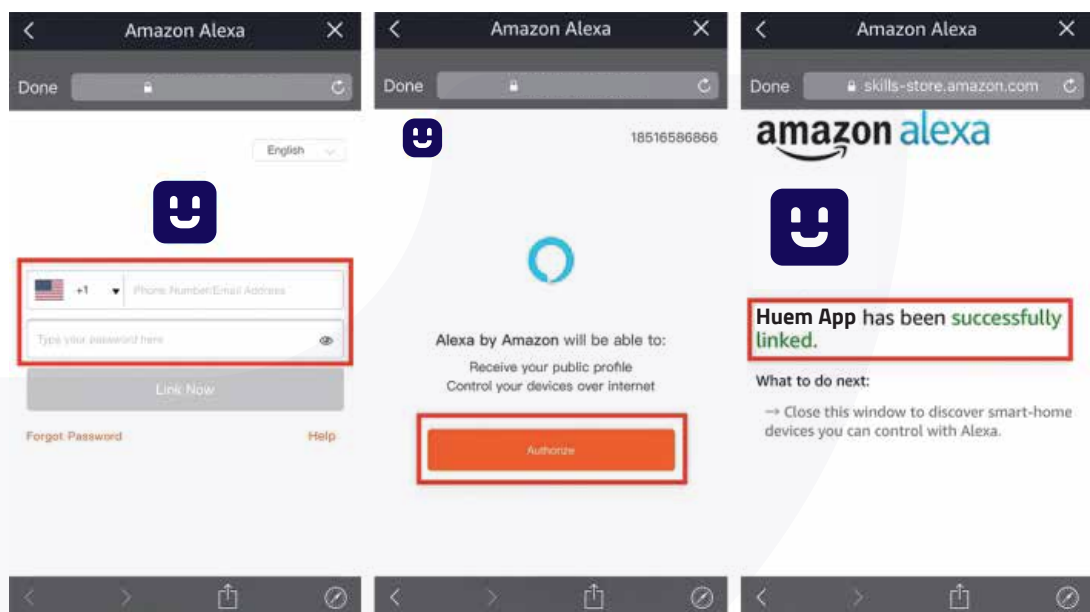 Amazon Alexa
Done
English
+1
Phone Number/Email Address
Type your password here
Link Now
Forgot Password
Help
Amazon Alexa
Done
18516586866
Alexa by Amazon will be able to:
Receive your public profile
Control your devices over internet
Authorize
Amazon Alexa
Done
skills-store.amazon.com
amazon alexa
Huem App has been successfully
linked.
What to do next:
→ Close this window to discover smart-home
devices you can control with Alexa.